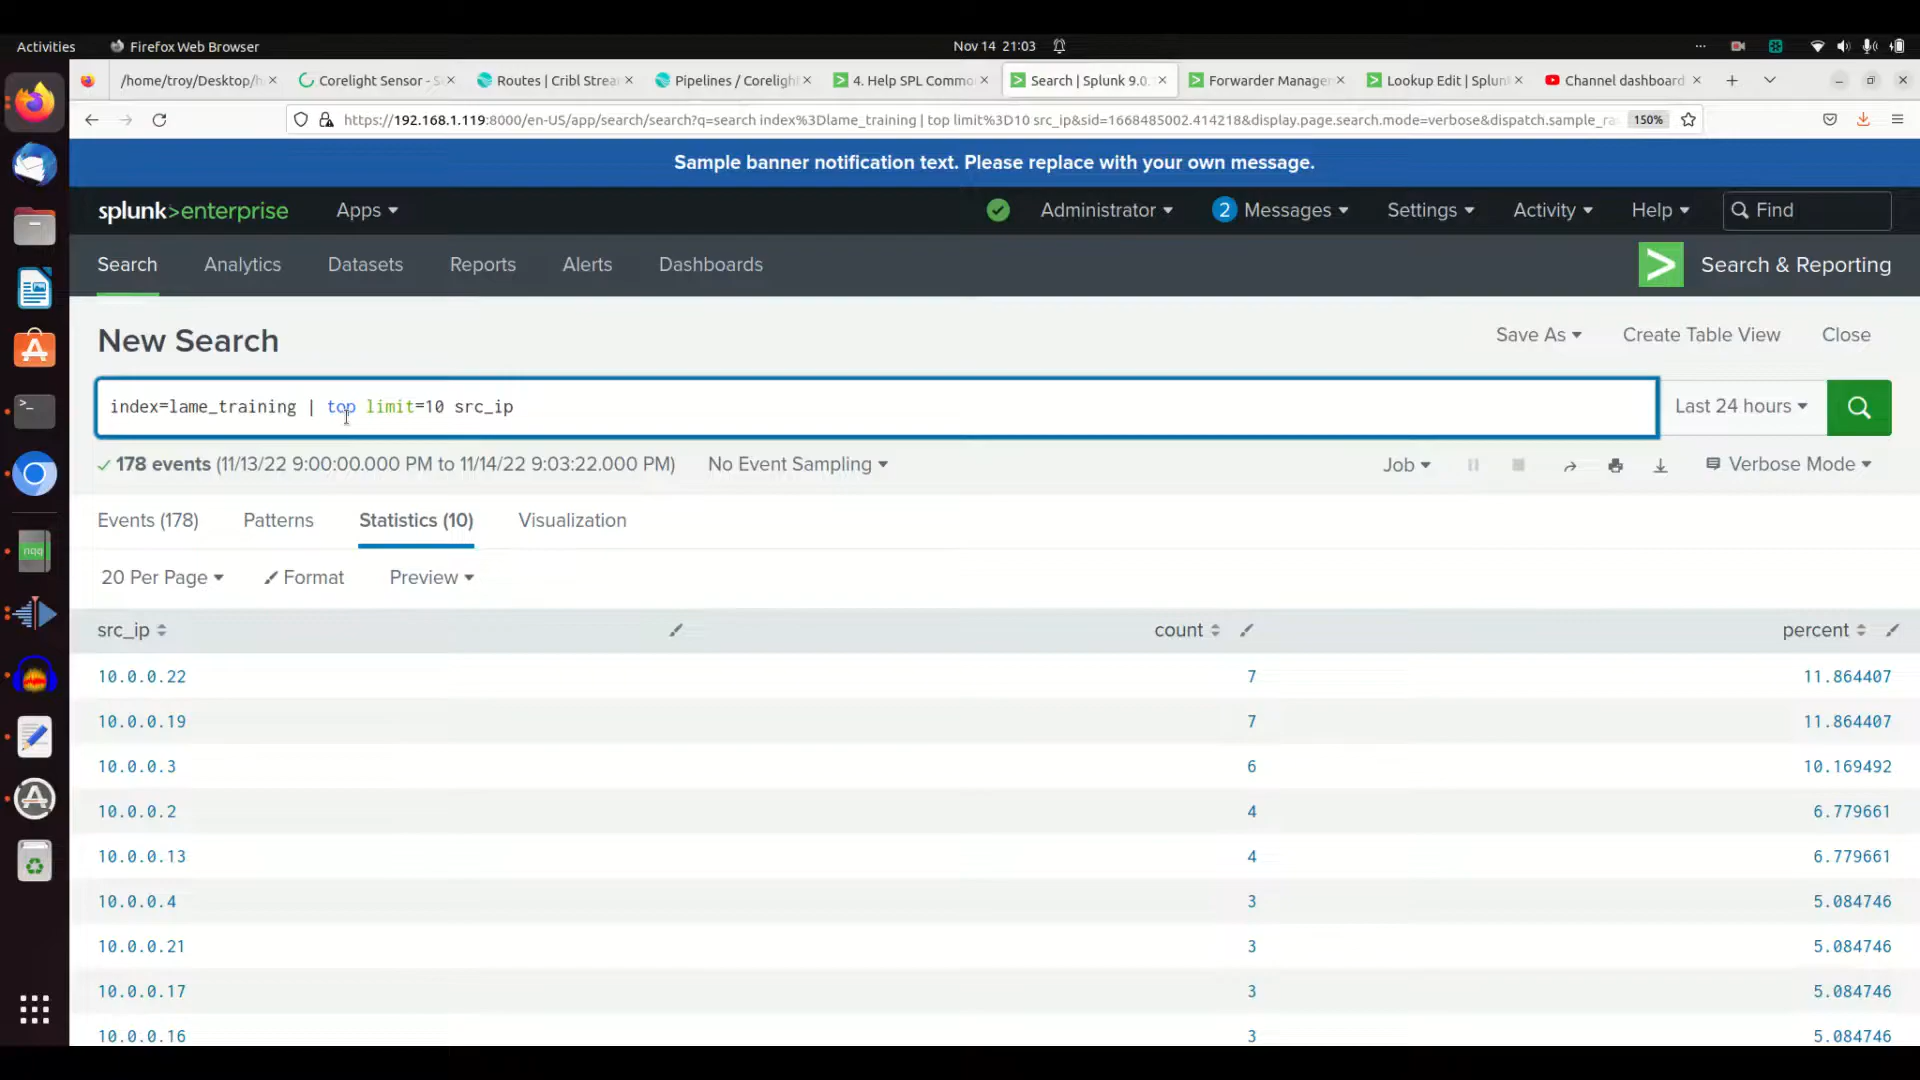 Activities Firefox Web Browser Nov 14 21:03
/home/troy/Desktop/h Corelight Sensor - S Routes | Cribl Strea Pipelines / Corelight 4. Help SPL Commo Search | Splunk 9.0. Forwarder Manage Lookup Edit | Splun Channel dashboard
https://192.168.1.119:8000/en-US/app/search/search?q=search index%3Dlame_training | top limit%3D10 src_ip&sid=1668485002.414218&display.page.search.mode=verbose&dispatch.sample_ra 150%
Sample banner notification text. Please replace with your own message.
splunk>enterprise Apps Administrator 2 Messages Settings Activity Help Find
Search Analytics Datasets Reports Alerts Dashboards Search & Reporting
New Search Save As Create Table View Close
index=lame_training | top limit=10 src_ip Last 24 hours
178 events (11/13/22 9:00:00.000 PM to 11/14/22 9:03:22.000 PM) No Event Sampling Job Verbose Mode
Events (178) Patterns Statistics (10) Visualization
20 Per Page Format Preview
src_ip count percent
10.0.0.22 7 11.864407
10.0.0.19 7 11.864407
10.0.0.3 6 10.169492
10.0.0.2 4 6.779661
10.0.0.13 4 6.779661
10.0.0.4 3 5.084746
10.0.0.21 3 5.084746
10.0.0.17 3 5.084746
10.0.0.16 3 5.084746